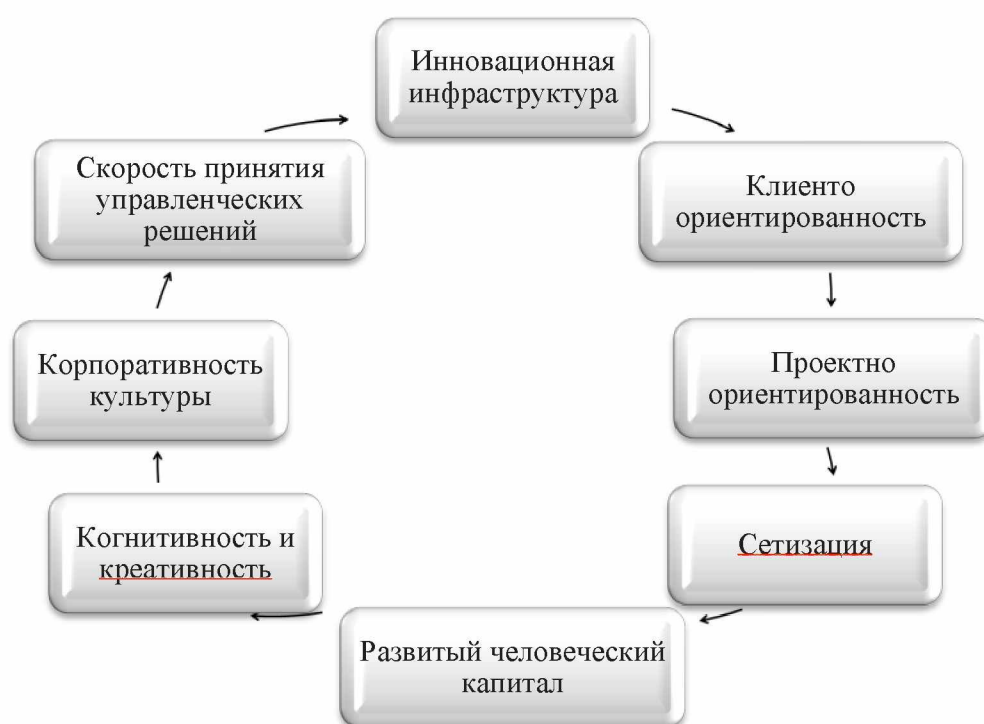 Инновационная
инфраструктура
Клиенто
ориентированность
Проектно
ориентированность
Сетизация
Развитый человеческий
капитал
Когнитивность и
креативность
Корпоративность
культуры
Скорость принятия
управленческих
решений